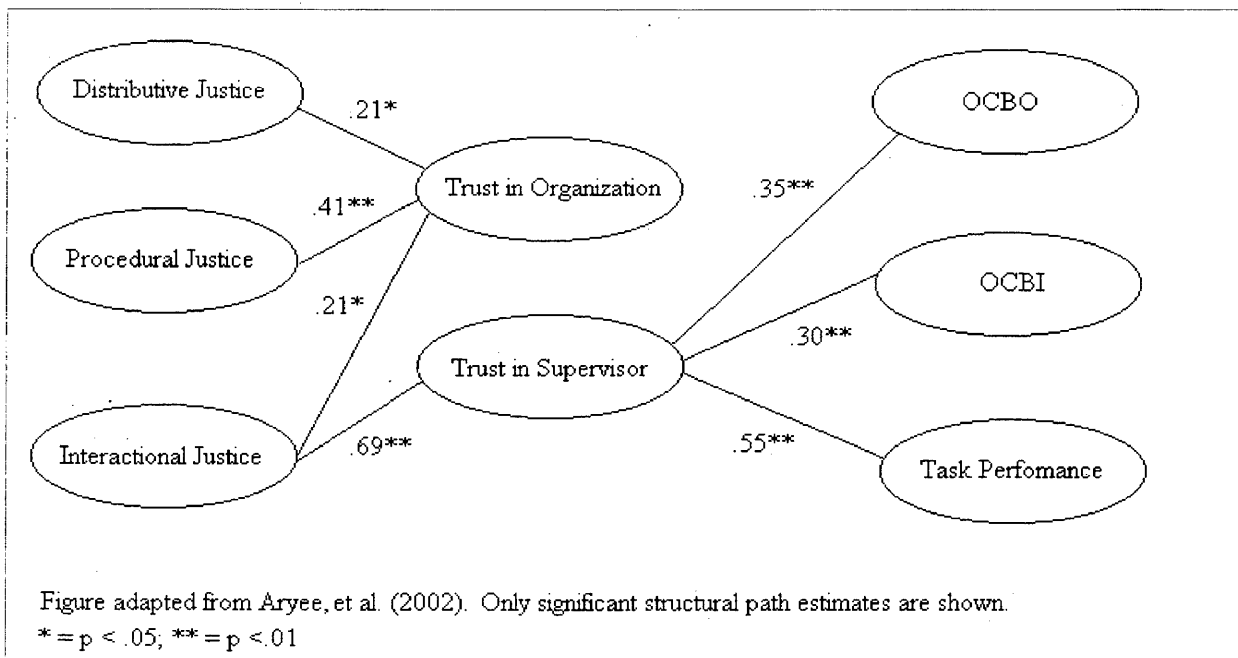 Distributive Justice
.21*
OCBO
Trust in Organization
.35**
.41**
Procedural Justice
OCBI
.21*
.30**
Trust in Supervisor
Interactional Justice
.69**
.55**
Task Perfomance
Figure adapted from Aryee, et al. (2002). Only significant structural path estimates are shown.
* = p < .05; ** = p <.01